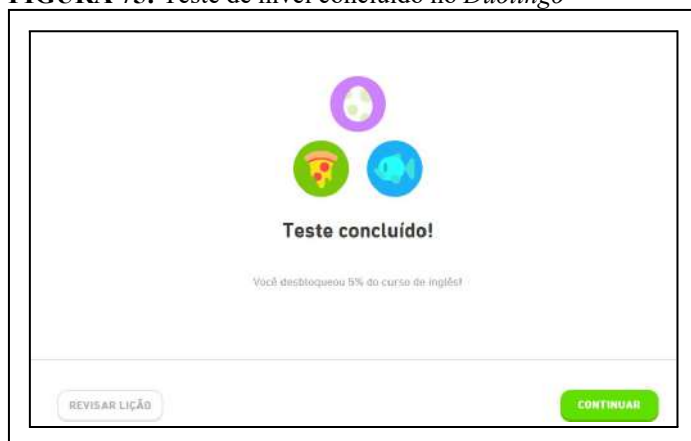 FIGURA 73: Teste de nível concluído no Duolingo
Teste concluído!
Você desbloqueou 5% do curso de inglês!
REVISAR LIÇÃO
CONTINUAR